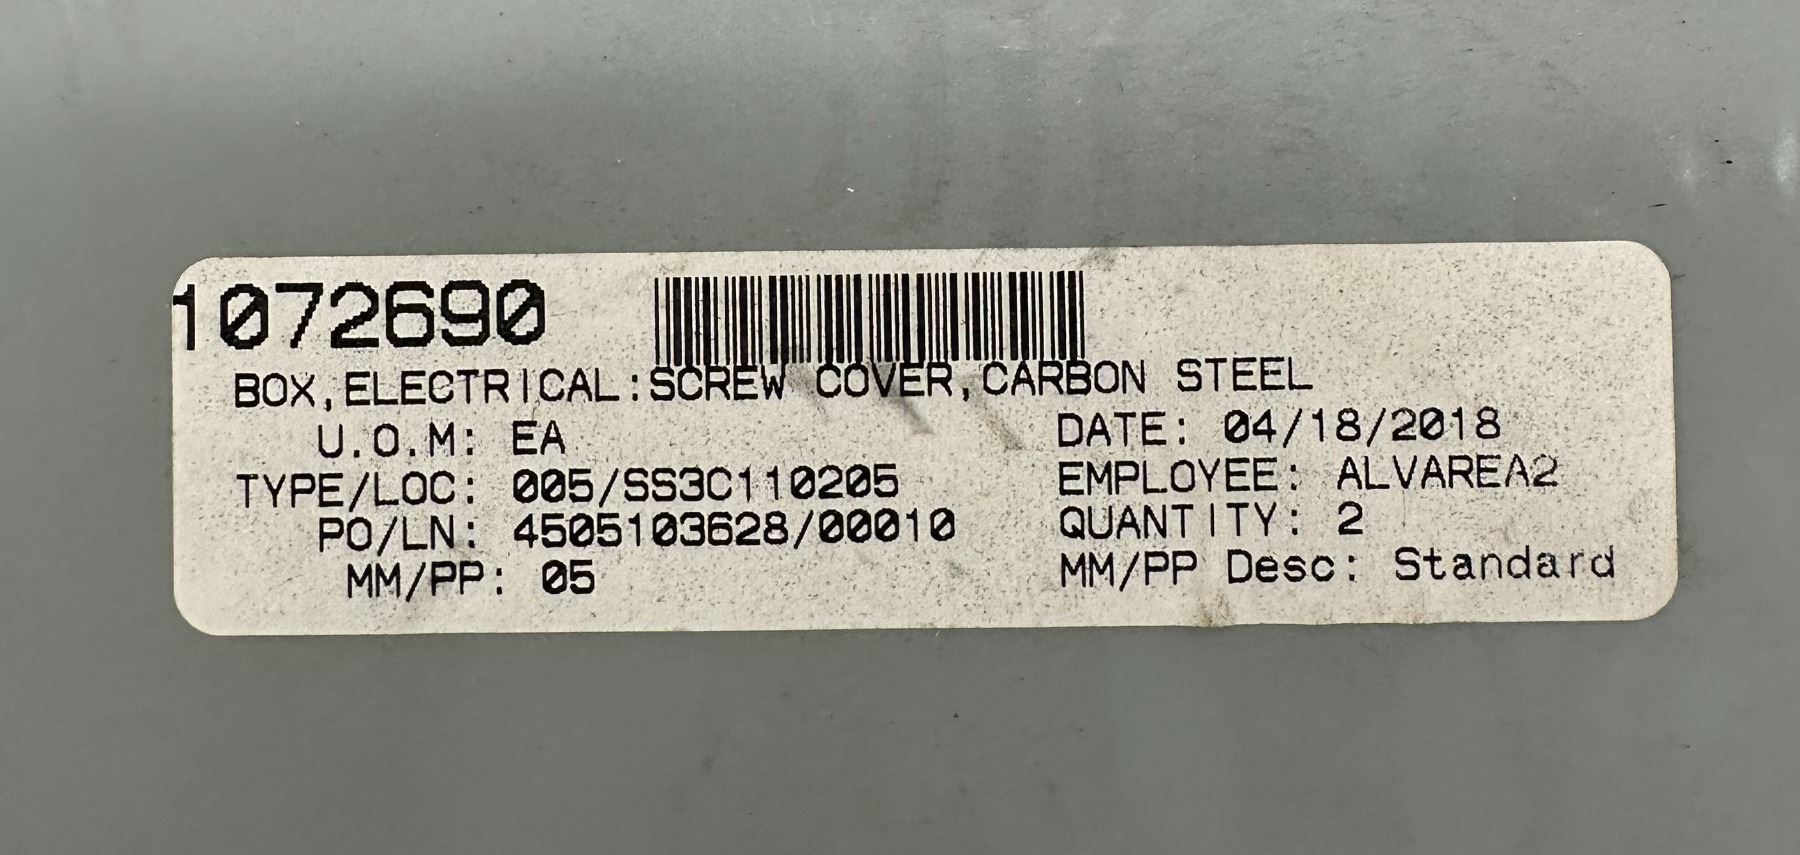 1072690
BOX,ELECTRICAL:SCREW COVER,CARBON STEEL
U.O.M: EA
DATE: 04/18/2018
TYPE/LOC: 005/SS3C110205
EMPLOYEE: ALVAREA2
PO/LN: 4505103628/00010
QUANTITY: 2
MM/PP: 05
MM/PP Desc: Standard